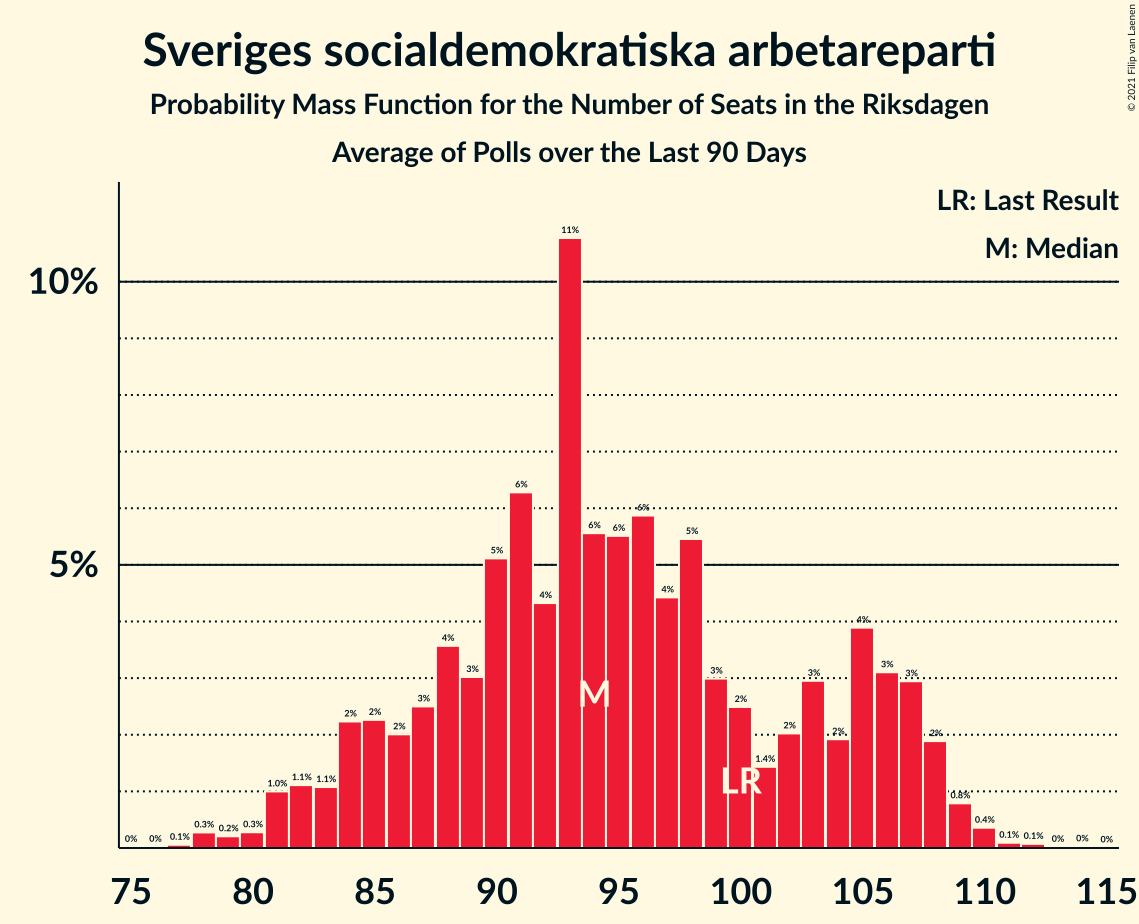 Sveriges socialdemokratiska arbetareparti
Probability Mass Function for the Number of Seats in the Riksdagen
Average of Polls over the Last 90 Days
© 2021 Filip van Laenen
LR: Last Result
M: Median
10%
5%
0% 0% 0.1% 0.3% 0.2% 0.3% 1.0% 1.1% 1.1% 2% 2% 2% 3% 4% 3% 5% 6% 4% 11% 6% 6% 6% 4% 5% 3% 2% 1.4% 2% 3% 2% 4% 3% 3% 2% 0.8% 0.4% 0.1% 0.1% 0% 0% 0%
M
LR
75 80 85 90 95 100 105 110 115